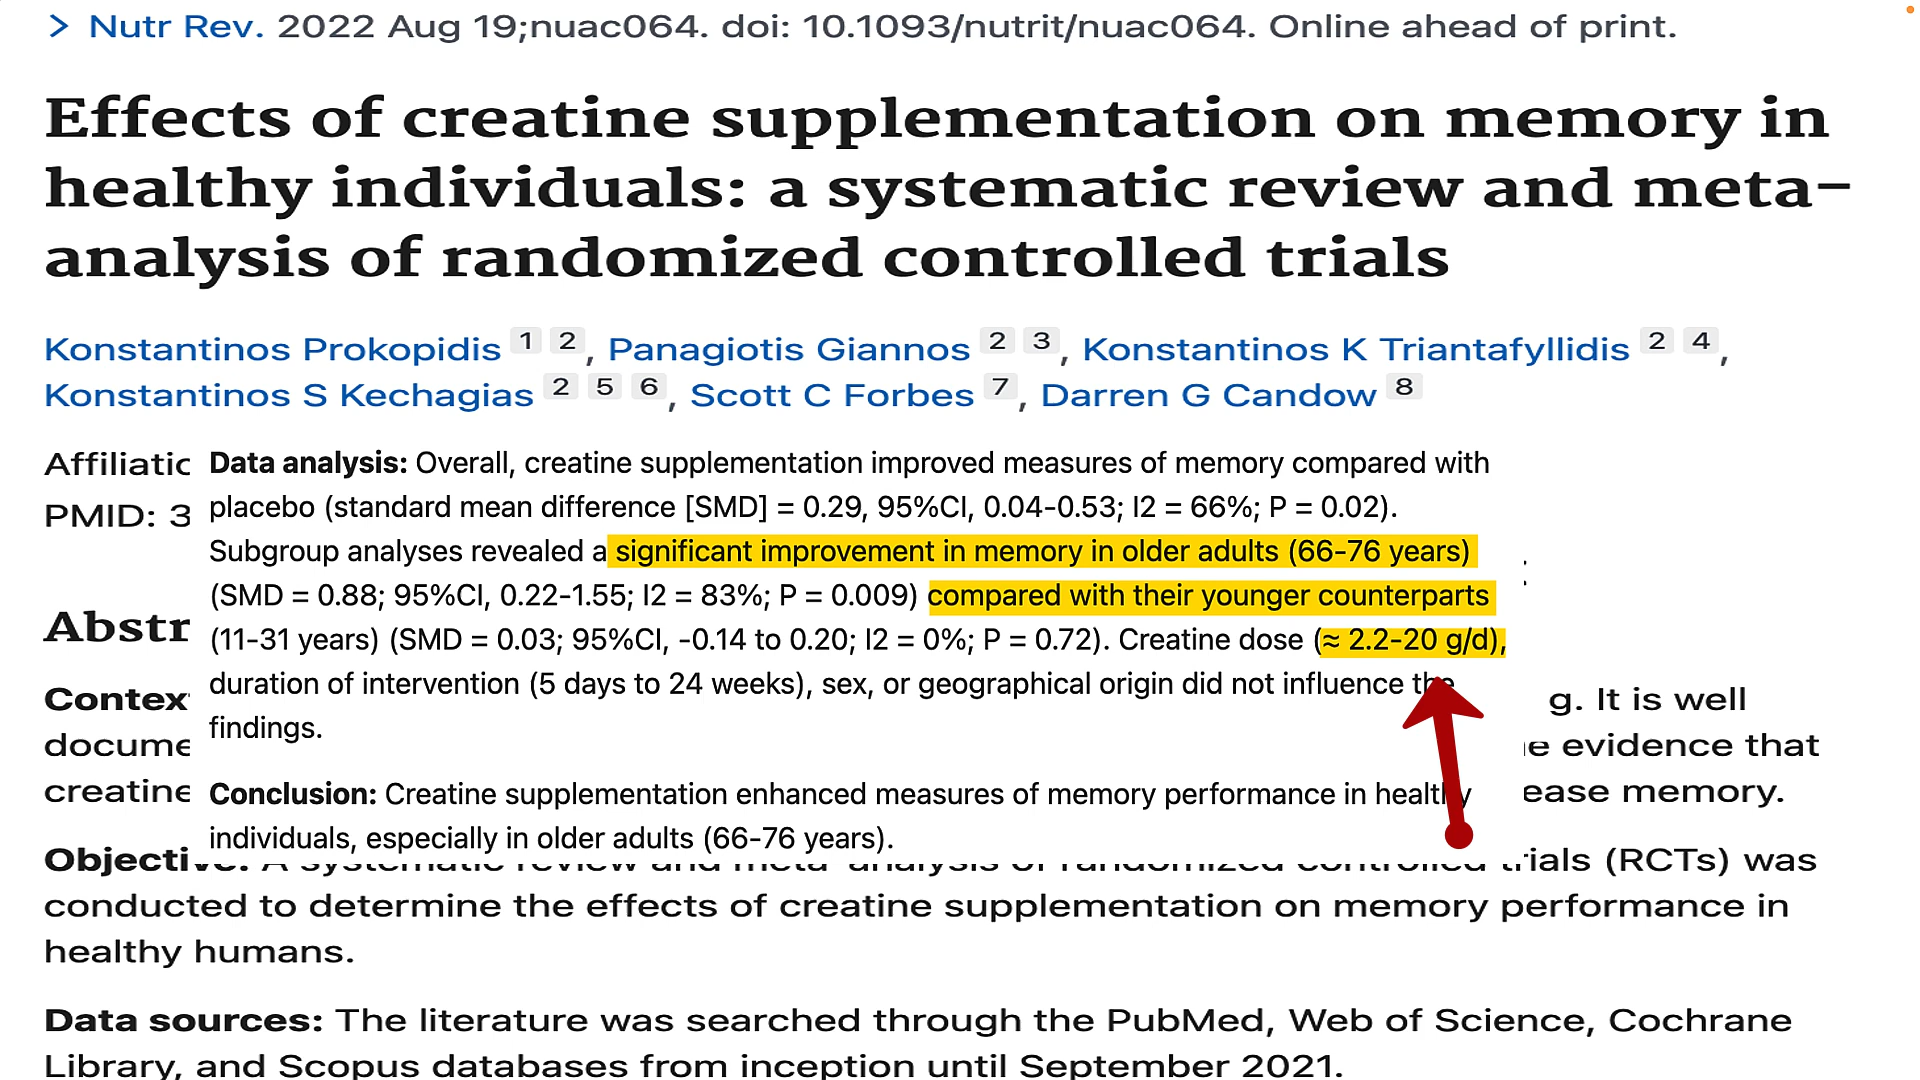 > Nutr Rev. 2022 Aug 19;nuac064. doi: 10.1093/nutrit/nuac064. Online ahead of print.
Effects of creatine supplementation on memory in
healthy individuals: a systematic review and meta-
analysis of randomized controlled trials
Konstantinos Prokopidis 1 2, Panagiotis Giannos 2 3, Konstantinos K Triantafyllidis 2 4,
Konstantinos S Kechagias 2 5 6, Scott C Forbes 7, Darren G Candow 8
Affiliatic
PMID: 3
Data analysis: Overall, creatine supplementation improved measures of memory compared with
placebo (standard mean difference [SMD] = 0.29, 95%CI, 0.04-0.53; I2 = 66%; P = 0.02).
Subgroup analyses revealed a significant improvement in memory in older adults (66-76 years)
(SMD = 0.88; 95%CI, 0.22-1.55; I2 = 83%; P = 0.009) compared with their younger counterparts
(11-31 years) (SMD = 0.03; 95%CI, -0.14 to 0.20; I2 = 0%; P = 0.72). Creatine dose (≈ 2.2-20 g/d),
duration of intervention (5 days to 24 weeks), sex, or geographical origin did not influence the
findings.
Conclusion: Creatine supplementation enhanced measures of memory performance in healthy
individuals, especially in older adults (66-76 years).
Abstr
Contex g. It is well
docume e evidence that
creatine ease memory.
Objective: A systematic review and meta-analysis of randomized controlled trials (RCTs) was
conducted to determine the effects of creatine supplementation on memory performance in
healthy humans.
Data sources: The literature was searched through the PubMed, Web of Science, Cochrane
Library, and Scopus databases from inception until September 2021.